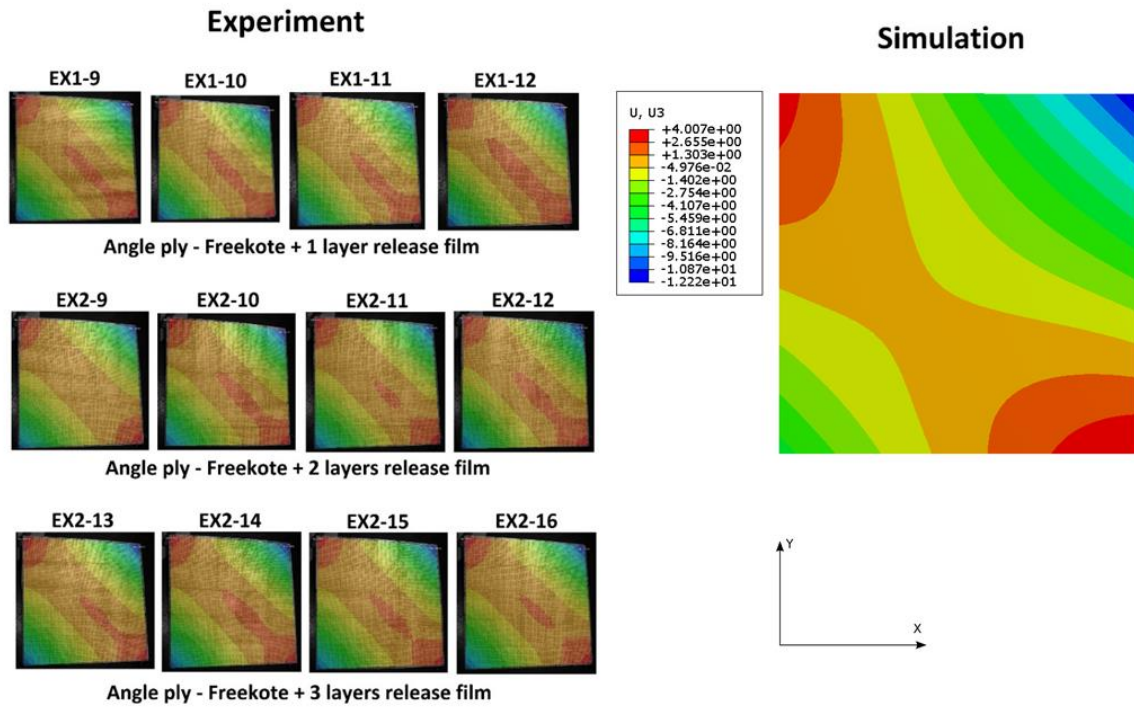 Experiment
Simulation
EX1-9 EX1-10 EX1-11 EX1-12
Angle ply - Freekote + 1 layer release film
EX2-9 EX2-10 EX2-11 EX2-12
Angle ply - Freekote + 2 layers release film
EX2-13 EX2-14 EX2-15 EX2-16
Angle ply - Freekote + 3 layers release film
U, U3
+4.007e+00
+2.655e+00
+1.303e+00
-4.976e-02
-1.402e+00
-2.754e+00
-4.107e+00
-5.459e+00
-6.811e+00
-8.164e+00
-9.516e+00
-1.087e+01
-1.222e+01
Y
X